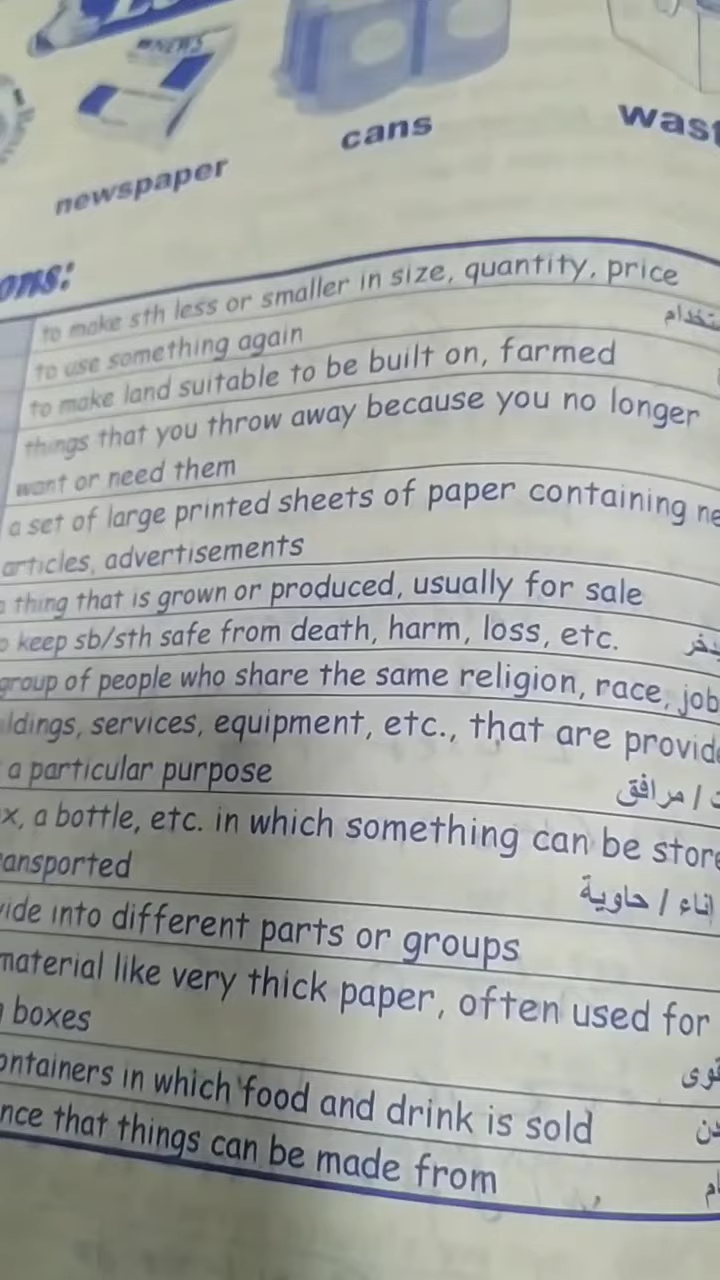 NEWS
newspaper
cans
ons:
to make sth less or smaller in size, quantity, price
to use something again
to make land suitable to be built on, farmed
things that you throw away because you no longer
want or need them
a set of large printed sheets of paper containing ne
articles, advertisements
thing that is grown or produced, usually for sale
keep sb/sth safe from death, harm, loss, etc.
group of people who share the same religion, race, job
ldings, services, equipment, etc., that are provide
a particular purpose
/ مرافق
x, a bottle, etc. in which something can be store
ansported
إناء / حاوية
vide into different parts or groups
material like very thick paper, often used for
boxes
ontainers in which food and drink is sold
nce that things can be made from